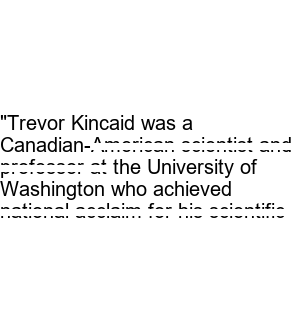 "Trevor Kincaid was a
Canadian-American scientist and
professor at the University of
Washington who achieved
national acclaim for his scientific